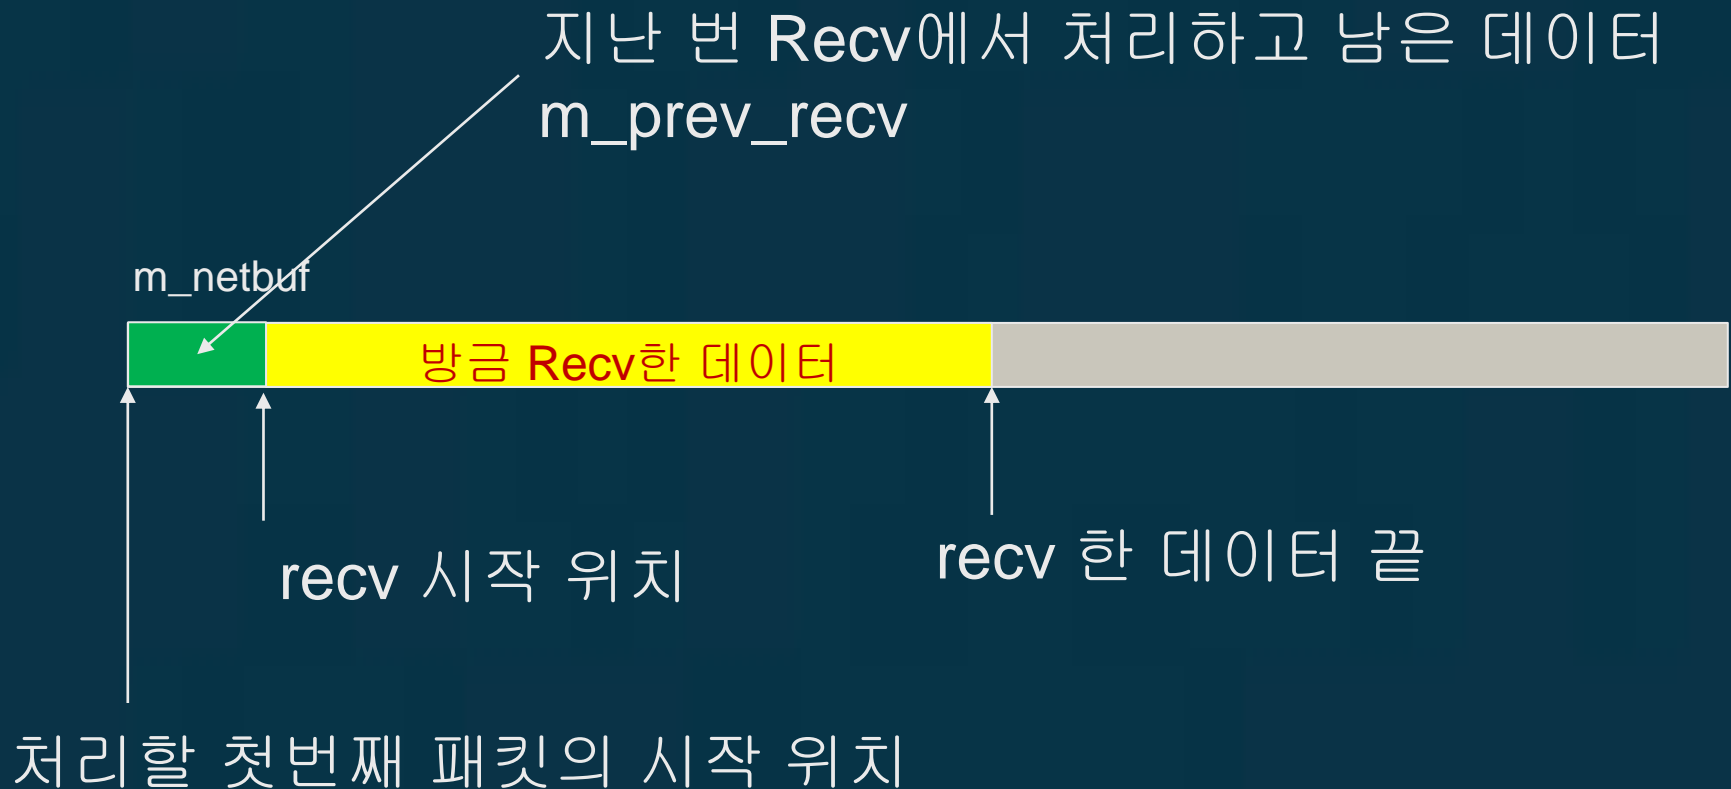 지난 번 Recv에서 처리하고 남은 데이터
m_prev_recv
m_netbuf
방금 Recv한 데이터
recv 시작 위치
recv 한 데이터 끝
처리할 첫번째 패킷의 시작 위치